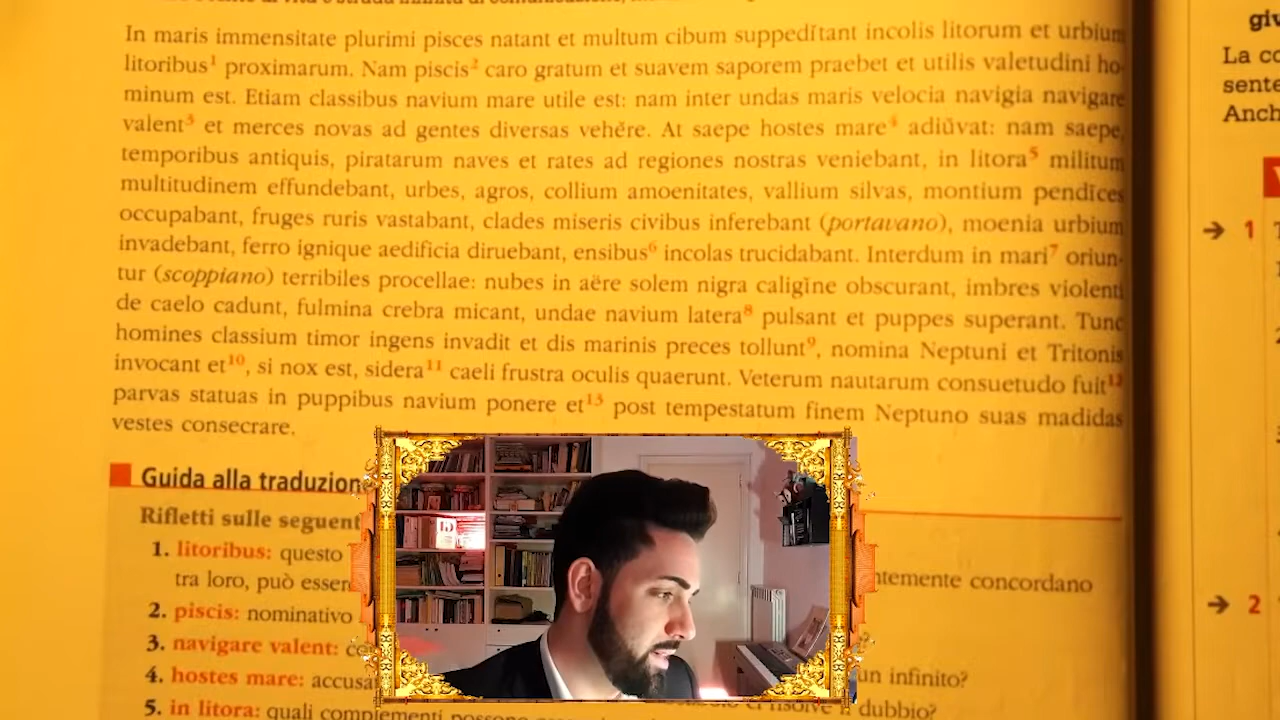 In maris immensitate plurimi pisces natant et multum cibum suppedĭtant incolis litorum et urbium
litoribus¹ proximarum. Nam piscis² caro gratum et suavem saporem praebet et utilis valetudini ho-
minum est. Etiam classibus navium mare utile est: nam inter undas maris velocia navigia navigare
valent³ et merces novas ad gentes diversas vehĕre. At saepe hostes mare⁴ adiŭvat: nam saepe,
temporibus antiquis, piratarum naves et rates ad regiones nostras veniebant, in litora⁵ militum
multitudinem effundebant, urbes, agros, collium amoenitates, vallium silvas, montium pendīces
occupabant, fruges ruris vastabant, clades miseris civibus inferebant (portavano), moenia urbium
invadebant, ferro ignique aedificia diruebant, ensibus⁶ incolas trucidabant. Interdum in mari⁷ oriun-
tur (scoppiano) terribiles procellae: nubes in aëre solem nigra caligĭne obscurant, imbres violenti
de caelo cadunt, fulmina crebra micant, undae navium latera⁸ pulsant et puppes superant. Tunc
homines classium timor ingens invadit et dis marinis preces tollunt⁹, nomina Neptuni et Tritonis
invocant et¹⁰, si nox est, sidera¹¹ caeli frustra oculis quaerunt. Veterum nautarum consuetudo fuit¹²
parvas statuas in puppibus navium ponere et¹³ post tempestatum finem Neptuno suas madidas
vestes consecrare.
Guida alla traduzion
Rifletti sulle seguent
1. litoribus: questo
tra loro, può esser ntemente concordano
2. piscis: nominativo
3. navigare valent: co
4. hostes mare: accusa un infinito?
5. in litora: quali complementi dubbio?
giv
La co
sente
Anch
→ 1
→ 2